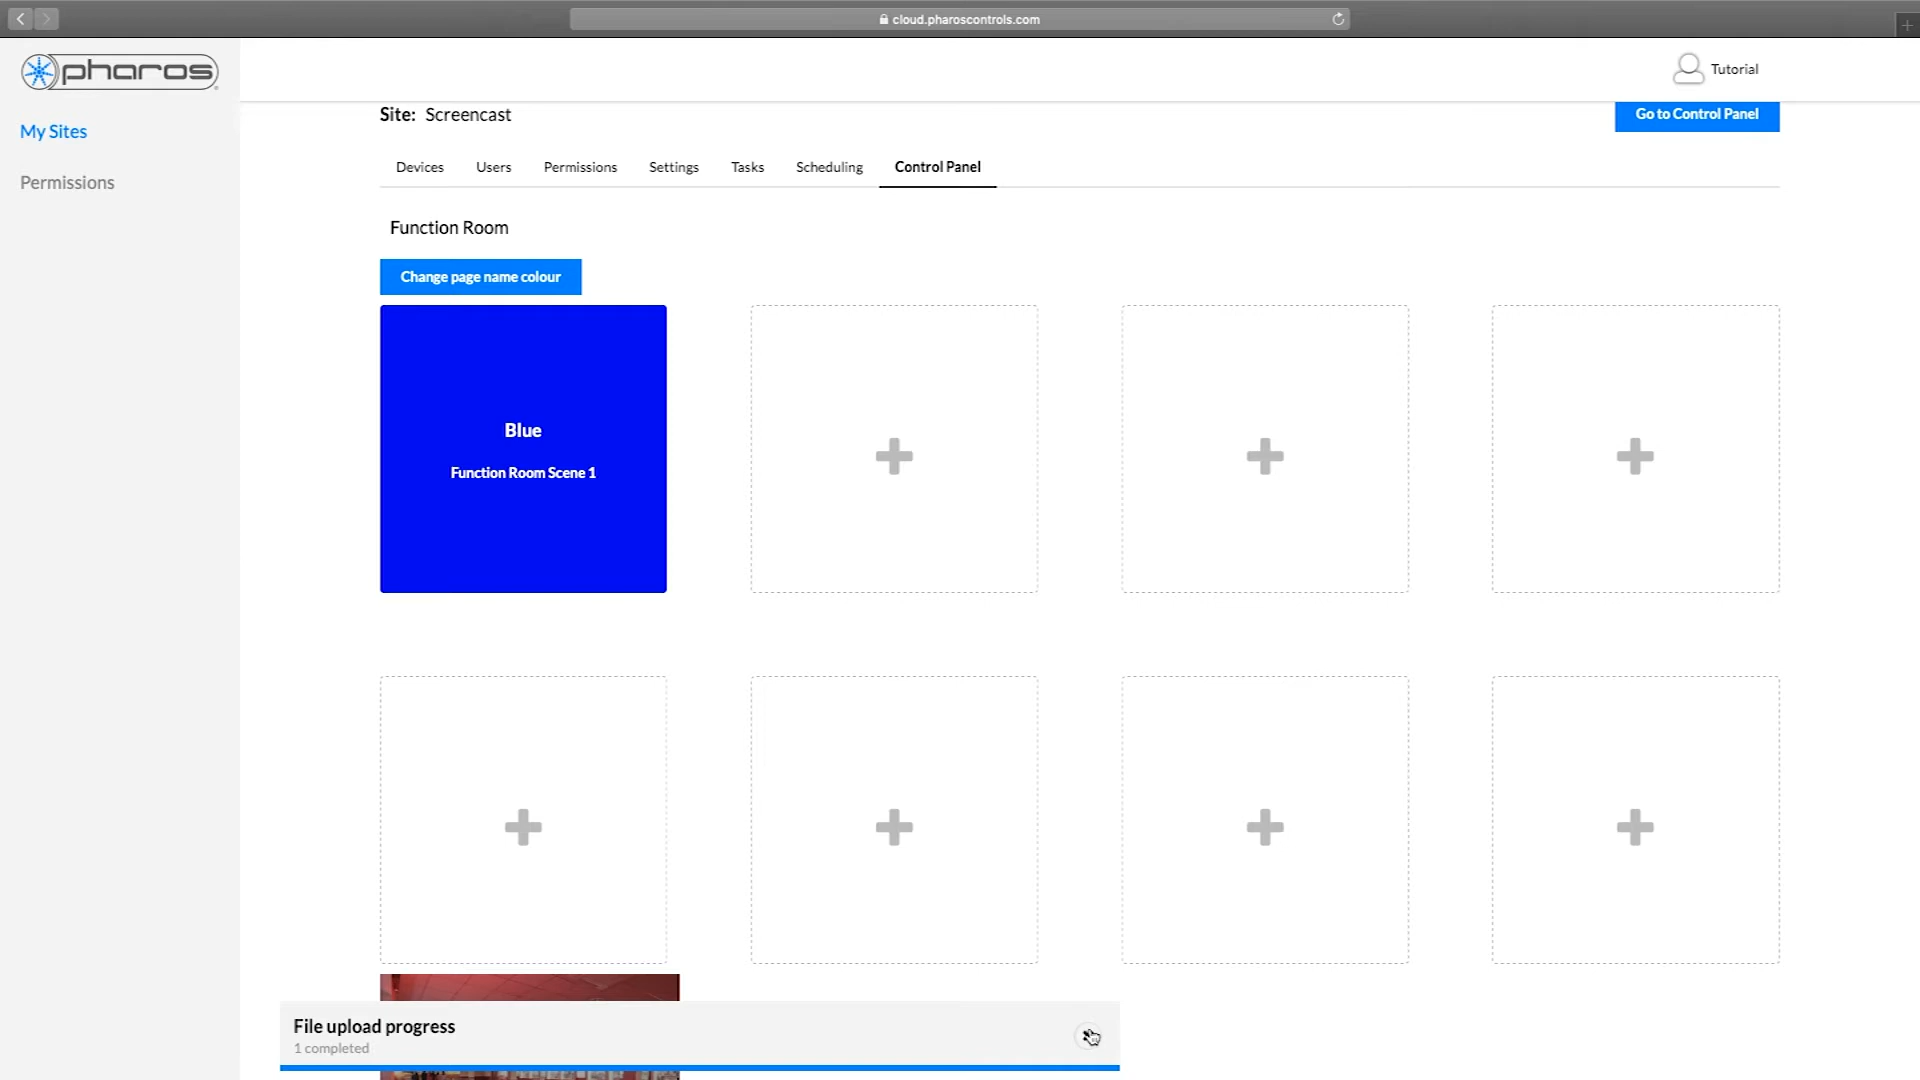 cloud.pharoscontrols.com
pharos
Tutorial
My Sites
Permissions
Site: Screencast
Go to Control Panel
Devices Users Permissions Settings Tasks Scheduling Control Panel
Function Room
Change page name colour
Blue
Function Room Scene 1
File upload progress
1 completed